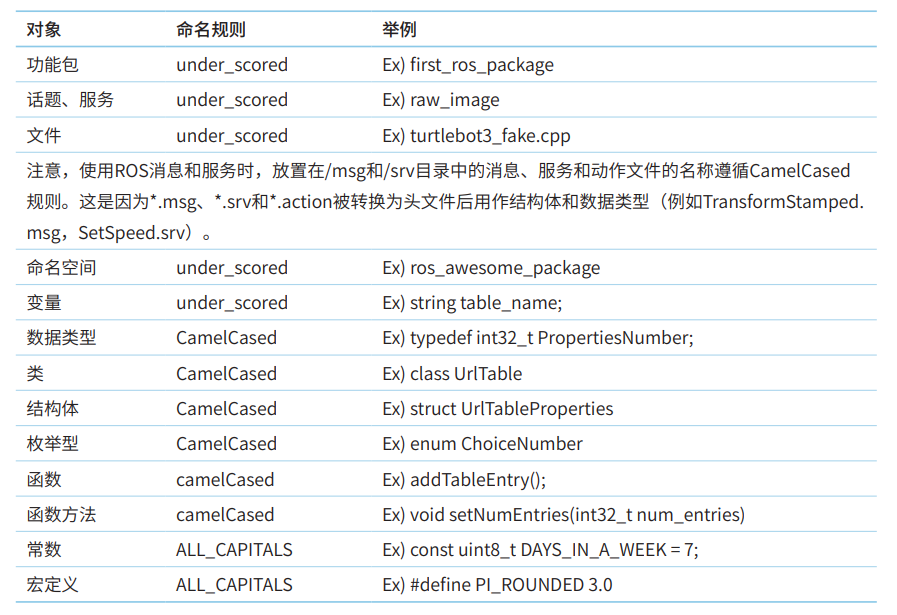 对象 命名规则 举例
功能包 under_scored Ex) first_ros_package
话题、服务 under_scored Ex) raw_image
文件 under_scored Ex) turtlebot3_fake.cpp
注意，使用ROS消息和服务时，放置在/msg和/srv目录中的消息、服务和动作文件的名称遵循CamelCased
规则。这是因为*.msg、*.srv和*.action被转换为头文件后用作结构体和数据类型（例如TransformStamped.
msg，SetSpeed.srv）。
命名空间 under_scored Ex) ros_awesome_package
变量 under_scored Ex) string table_name;
数据类型 CamelCased Ex) typedef int32_t PropertiesNumber;
类 CamelCased Ex) class UrlTable
结构体 CamelCased Ex) struct UrlTableProperties
枚举型 CamelCased Ex) enum ChoiceNumber
函数 camelCased Ex) addTableEntry();
函数方法 camelCased Ex) void setNumEntries(int32_t num_entries)
常数 ALL_CAPITALS Ex) const uint8_t DAYS_IN_A_WEEK = 7;
宏定义 ALL_CAPITALS Ex) #define PI_ROUNDED 3.0